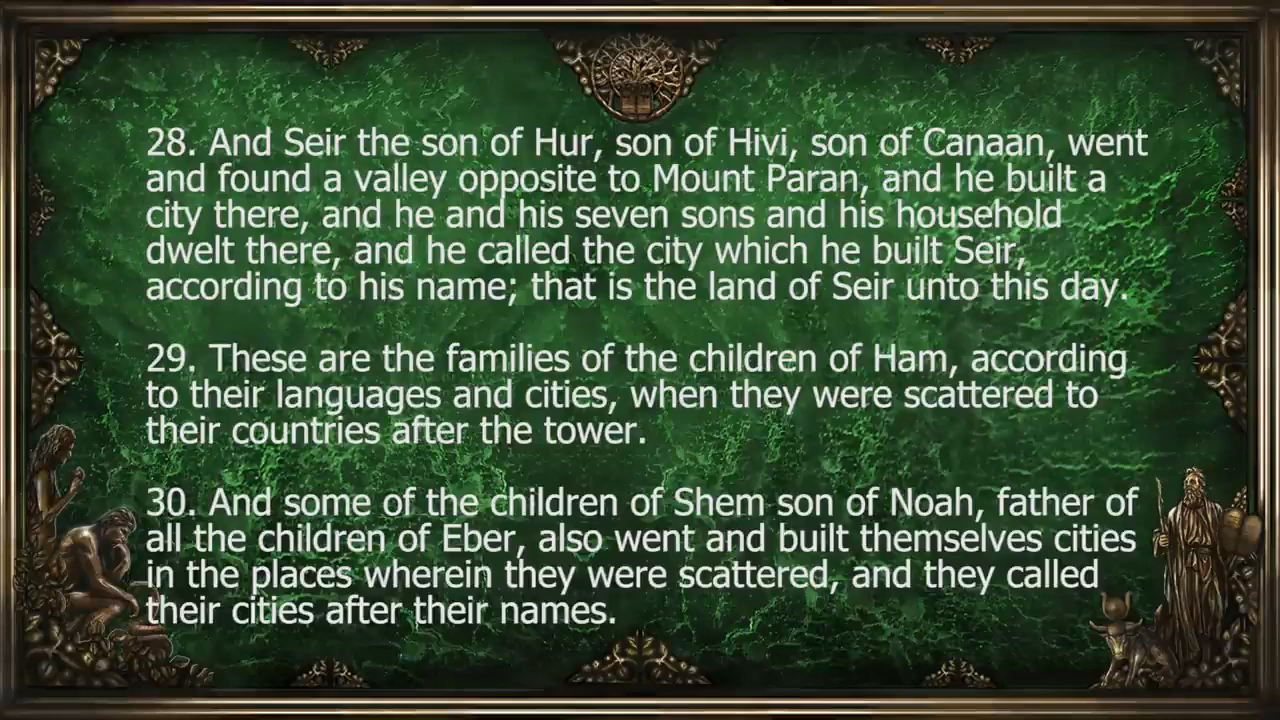 28. And Seir the son of Hur, son of Hivi, son of Canaan, went
and found a valley opposite to Mount Paran, and he built a
city there, and he and his seven sons and his household
dwelt there, and he called the city which he built Seir,
according to his name; that is the land of Seir unto this day.
29. These are the families of the children of Ham, according
to their languages and cities, when they were scattered to
their countries after the tower.
30. And some of the children of Shem son of Noah, father of
all the children of Eber, also went and built themselves cities
in the places wherein they were scattered, and they called
their cities after their names.